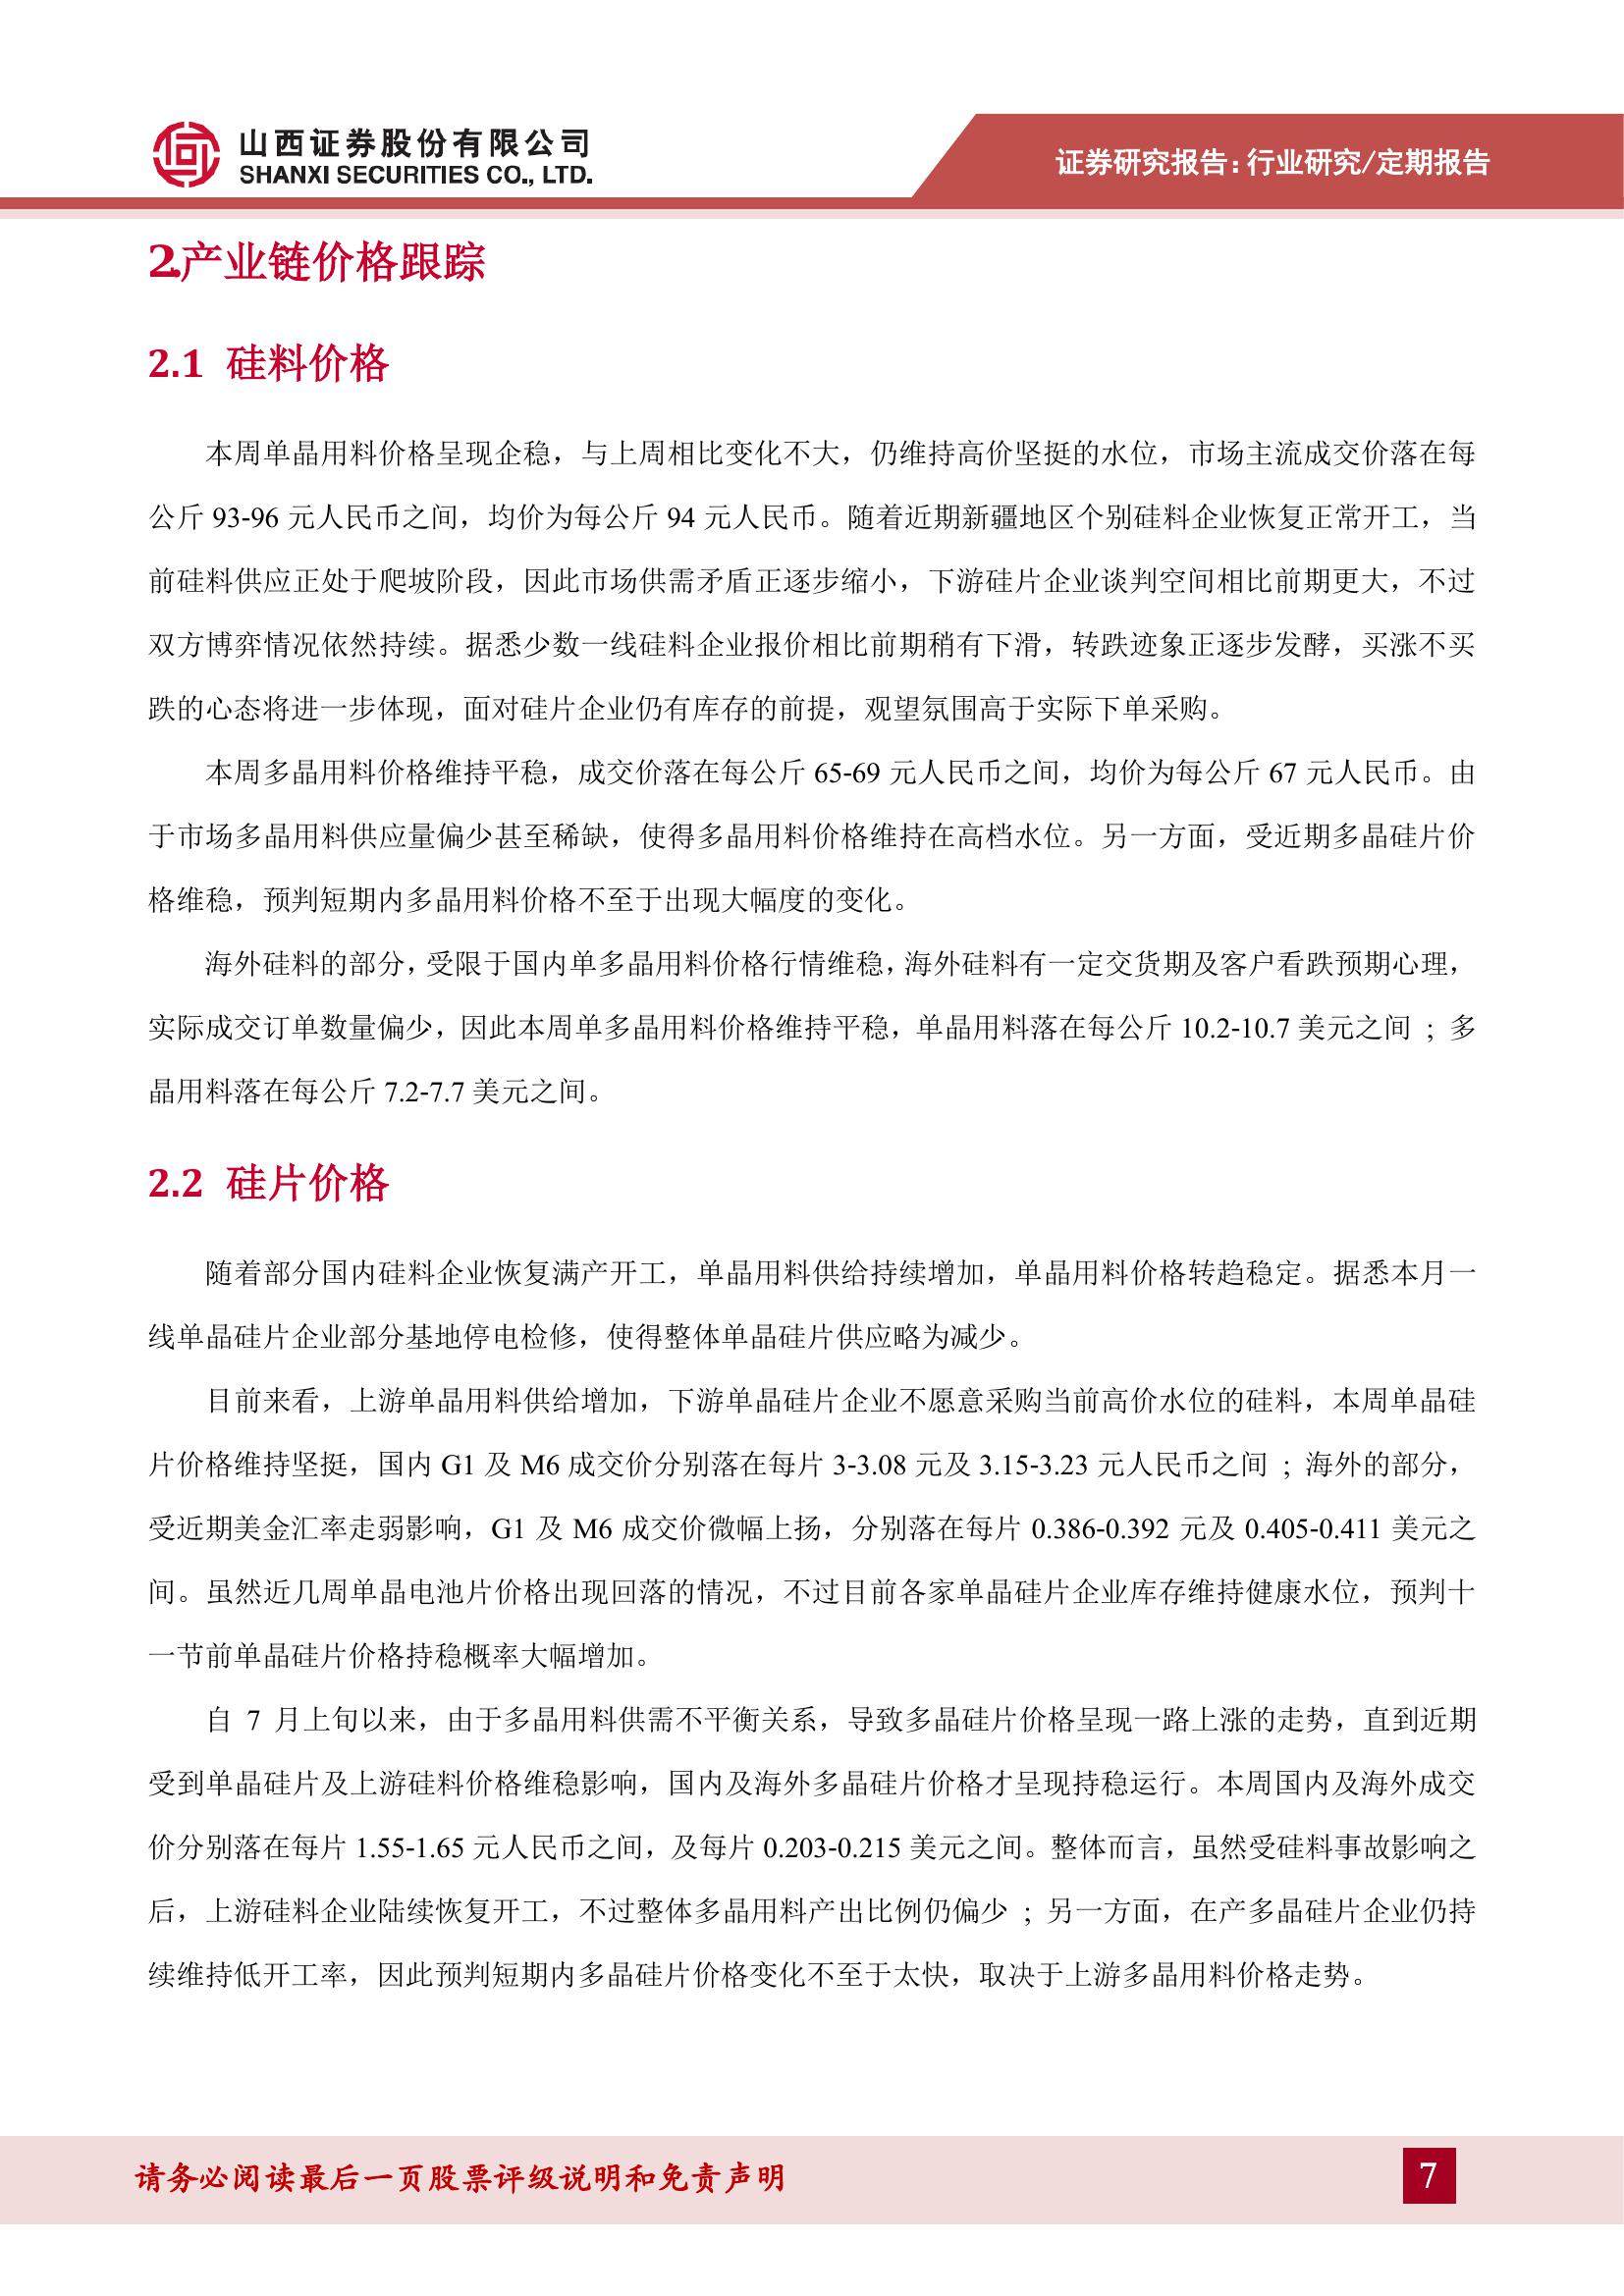 山西证券股份有限公司
SHANXI SECURITIES CO., LTD.
证券研究报告：行业研究/定期报告
2.产业链价格跟踪
2.1 硅料价格
本周单晶用料价格呈现企稳，与上周相比变化不大，仍维持高价坚挺的水位，市场主流成交价落在每
公斤 93-96 元人民币之间，均价为每公斤 94 元人民币。随着近期新疆地区个别硅料企业恢复正常开工，当
前硅料供应正处于爬坡阶段，因此市场供需矛盾正逐步缩小，下游硅片企业谈判空间相比前期更大，不过
双方博弈情况依然持续。据悉少数一线硅料企业报价相比前期稍有下滑，转跌迹象正逐步发酵，买涨不买
跌的心态将进一步体现，面对硅片企业仍有库存的前提，观望氛围高于实际下单采购。
本周多晶用料价格维持平稳，成交价落在每公斤 65-69 元人民币之间，均价为每公斤 67 元人民币。由
于市场多晶用料供应量偏少甚至稀缺，使得多晶用料价格维持在高档水位。另一方面，受近期多晶硅片价
格维稳，预判短期内多晶用料价格不至于出现大幅度的变化。
海外硅料的部分，受限于国内单多晶用料价格行情维稳，海外硅料有一定交货期及客户看跌预期心理，
实际成交订单数量偏少，因此本周单多晶用料价格维持平稳，单晶用料落在每公斤 10.2-10.7 美元之间 ；多
晶用料落在每公斤 7.2-7.7 美元之间。
2.2 硅片价格
随着部分国内硅料企业恢复满产开工，单晶用料供给持续增加，单晶用料价格转趋稳定。据悉本月一
线单晶硅片企业部分基地停电检修，使得整体单晶硅片供应略为减少。
目前来看，上游单晶用料供给增加，下游单晶硅片企业不愿意采购当前高价水位的硅料，本周单晶硅
片价格维持坚挺，国内 G1 及 M6 成交价分别落在每片 3-3.08 元及 3.15-3.23 元人民币之间 ；海外的部分，
受近期美金汇率走弱影响，G1 及 M6 成交价微幅上扬，分别落在每片 0.386-0.392 元及 0.405-0.411 美元之
间。虽然近几周单晶电池片价格出现回落的情况，不过目前各家单晶硅片企业库存维持健康水位，预判十
一节前单晶硅片价格持稳概率大幅增加。
自 7 月上旬以来，由于多晶用料供需不平衡关系，导致多晶硅片价格呈现一路上涨的走势，直到近期
受到单晶硅片及上游硅料价格维稳影响，国内及海外多晶硅片价格才呈现持稳运行。本周国内及海外成交
价分别落在每片 1.55-1.65 元人民币之间，及每片 0.203-0.215 美元之间。整体而言，虽然受硅料事故影响之
后，上游硅料企业陆续恢复开工，不过整体多晶用料产出比例仍偏少 ；另一方面，在产多晶硅片企业仍持
续维持低开工率，因此预判短期内多晶硅片价格变化不至于太快，取决于上游多晶用料价格走势。
请务必阅读最后一页股票评级说明和免责声明
7